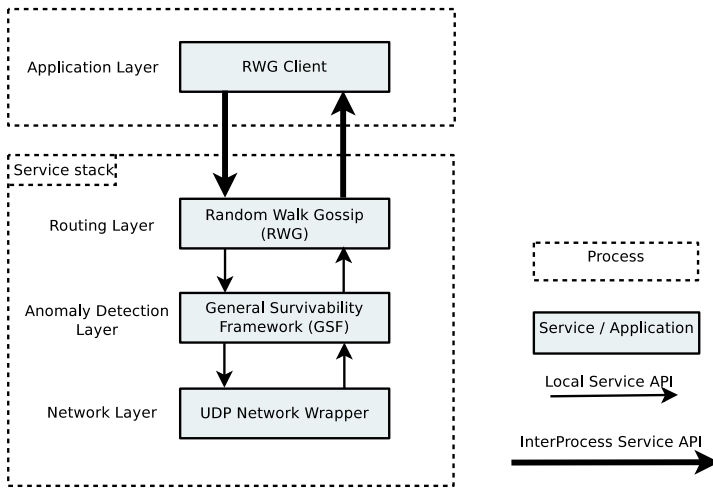 Application Layer
RWG Client
Service stack
Routing Layer
Random Walk Gossip
(RWG)
Anomaly Detection
Layer
General Survivability
Framework (GSF)
Network Layer
UDP Network Wrapper
Process
Service / Application
Local Service API
InterProcess Service API